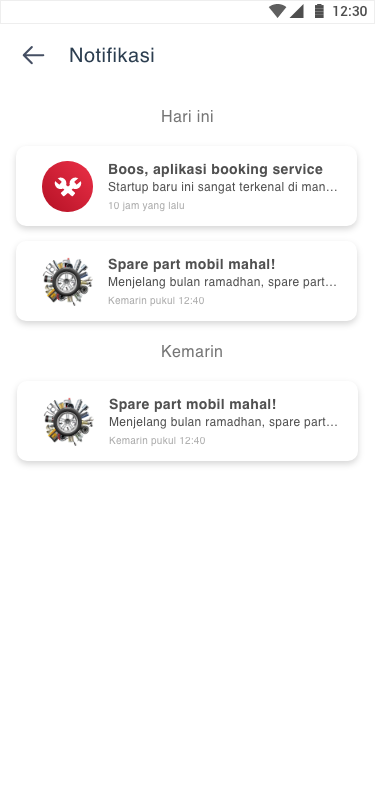 12:30
Notifikasi
Hari ini
Boos, aplikasi booking service
Startup baru ini sangat terkenal di man...
10 jam yang lalu
Spare part mobil mahal!
Menjelang bulan ramadhan, spare part...
Kemarin pukul 12:40
Kemarin
Spare part mobil mahal!
Menjelang bulan ramadhan, spare part...
Kemarin pukul 12:40